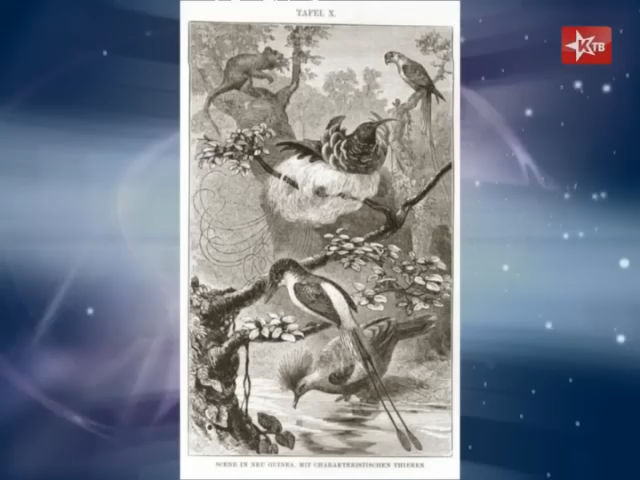 TAFEL X.
КТВ
SCENE IN NEU GUINEA, MIT CHARAKTERISTISCHEN THIEREN